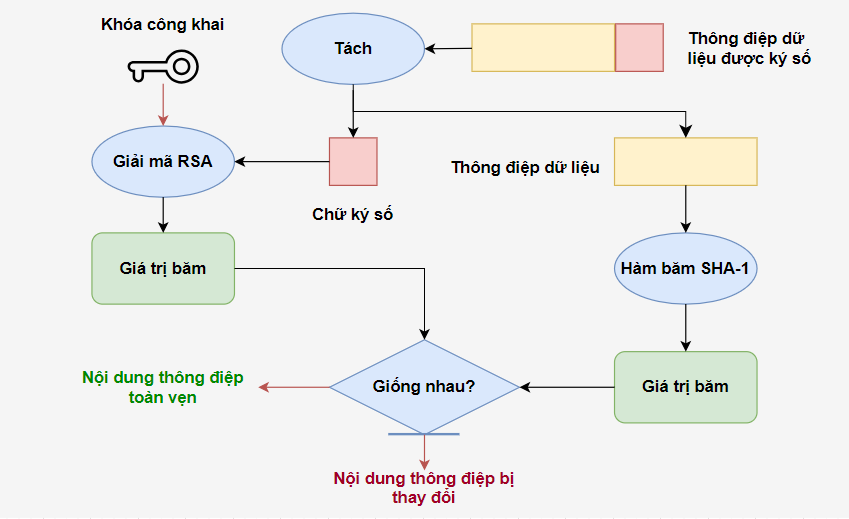 Khóa công khai
Tách
Thông điệp dữ
liệu được ký số
Giải mã RSA
Thông điệp dữ liệu
Chữ ký số
Giá trị băm
Hàm băm SHA-1
Nội dung thông điệp
toàn vẹn
Giống nhau?
Giá trị băm
Nội dung thông điệp bị
thay đổi